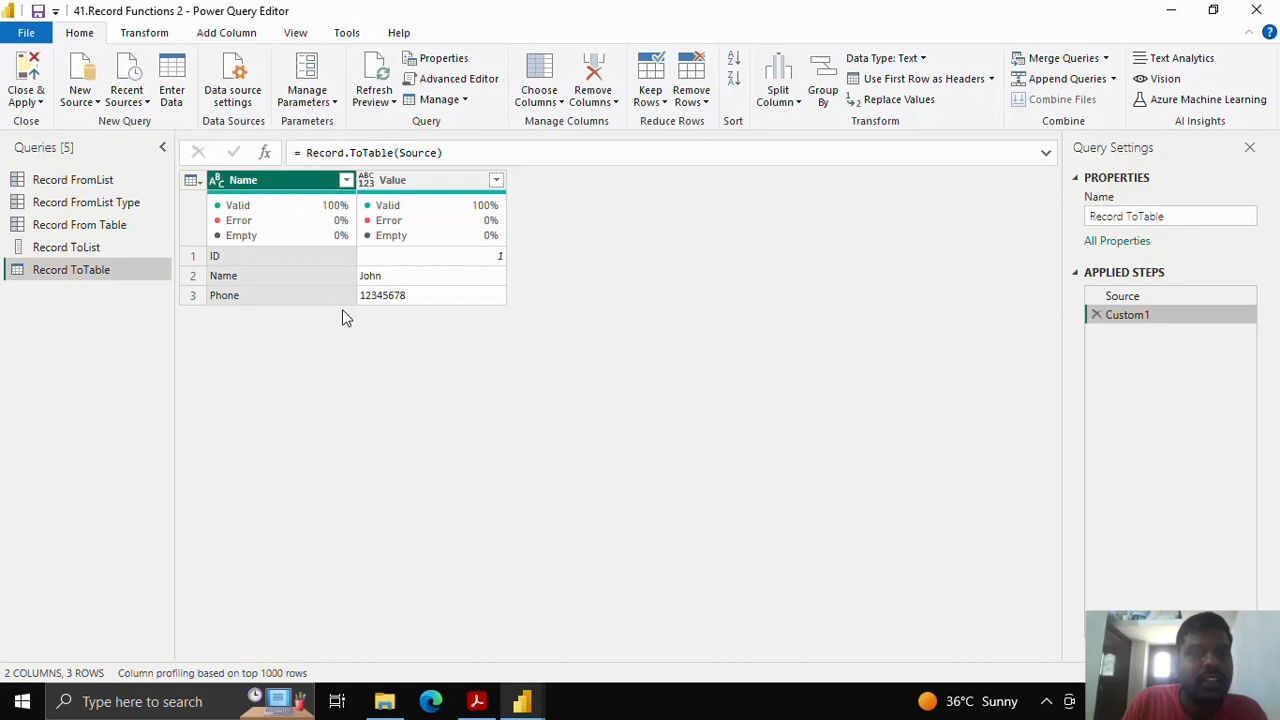 41.Record Functions 2 - Power Query Editor
File Home Transform Add Column View Tools Help
Close & Apply
New Source
Recent Sources
Enter Data
Data source settings
Manage Parameters
Refresh Preview
Properties
Advanced Editor
Manage
Choose Columns
Remove Columns
Keep Rows
Remove Rows
Split Column
Group By
Data Type: Text
Use First Row as Headers
Replace Values
Merge Queries
Append Queries
Combine Files
Text Analytics
Vision
Azure Machine Learning
Close New Query Data Sources Parameters Query Manage Columns Reduce Rows Sort Transform Combine AI Insights
Queries [5]
Record FromList
Record FromList Type
Record From Table
Record ToList
Record ToTable
fx = Record.ToTable(Source)
ABC Name ABC 123 Value
Valid 100% Valid 100%
Error 0% Error 0%
Empty 0% Empty 0%
1 ID 1
2 Name John
3 Phone 12345678
Query Settings
PROPERTIES
Name
Record ToTable
All Properties
APPLIED STEPS
Source
Custom1
2 COLUMNS, 3 ROWS Column profiling based on top 1000 rows
Type here to search
36°C Sunny